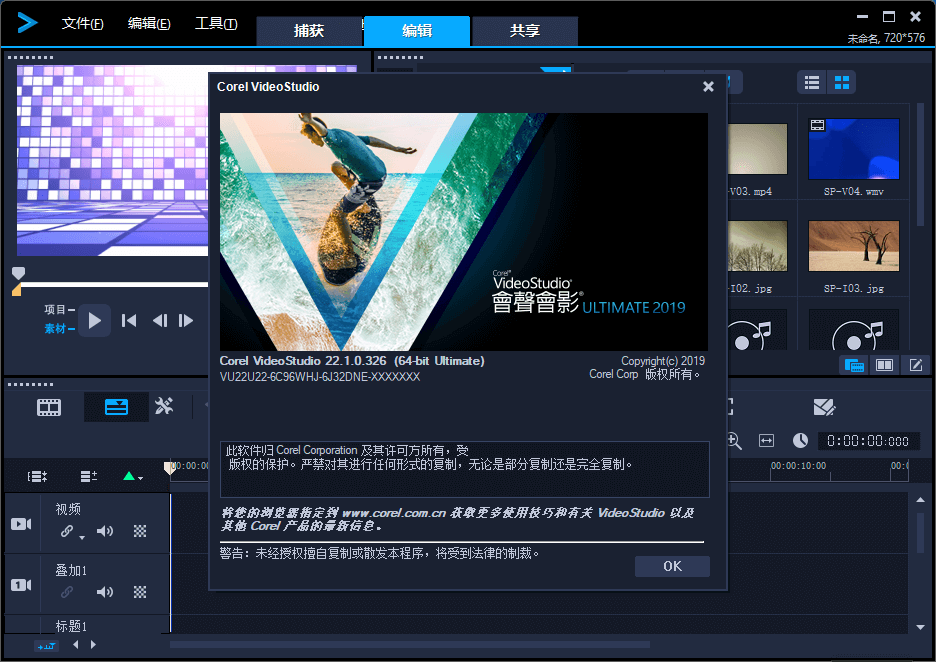 文件(F) 编辑(E) 工具(T)
捕获 编辑 共享
未命名, 720*576
Corel VideoStudio
Corel®
VideoStudio®
會聲會影® ULTIMATE 2019
Corel VideoStudio 22.1.0.326 (64-bit Ultimate)
VU22U22-6C96WHJ-6J32DNE-XXXXXXX
Copyright(c) 2019
Corel Corp 版权所有。
此软件归 Corel Corporation 及其许可方所有，受
版权的保护。严禁对其进行任何形式的复制，无论是部分复制还是完全复制。
将您的浏览器指定到 www.corel.com.cn 获取更多使用技巧和有关 VideoStudio 以及
其他 Corel 产品的最新信息。
警告：未经授权擅自复制或散发本程序，将受到法律的制裁。
OK
-V03.mp4
SP-V04.wmv
I02.jpg
SP-I03.jpg
项目
素材
0:00:00:000
00:00:00
00:00:10:00
00:0
视频
1
叠加1
标题1